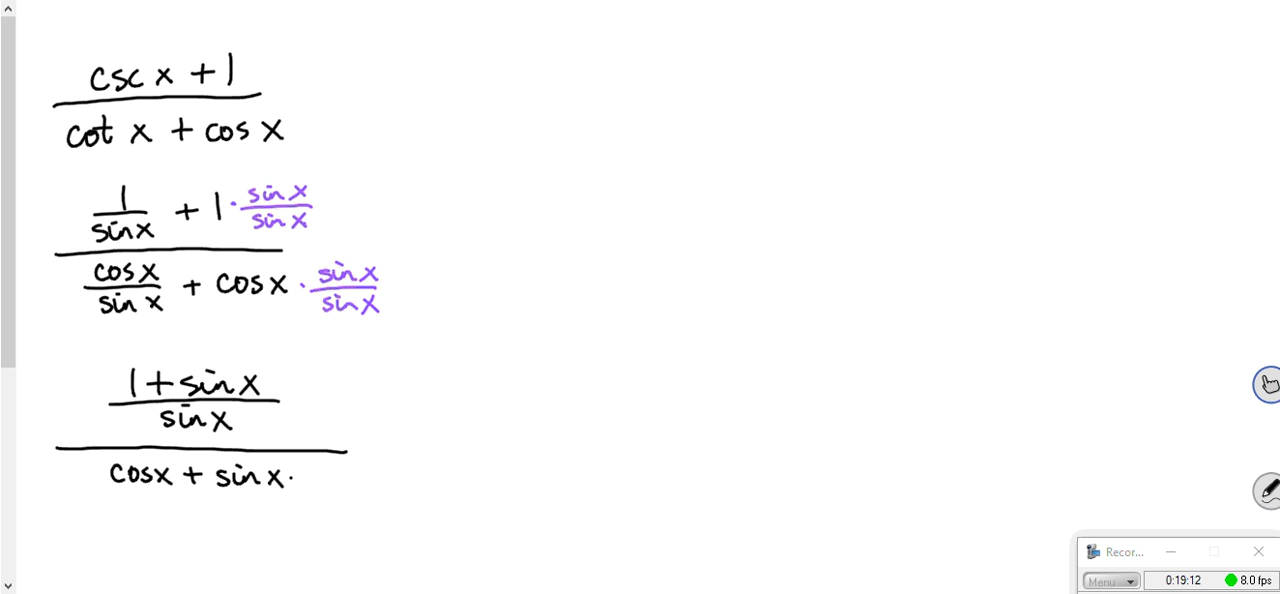 csc x + 1
cot x + cos x
1/sin x + 1 · sin x/sin x
cos x/sin x + cos x · sin x/sin x
1 + sin x
sin x
cos x + sin x ·
Recor...
Menu 0:19:12 8.0 fps